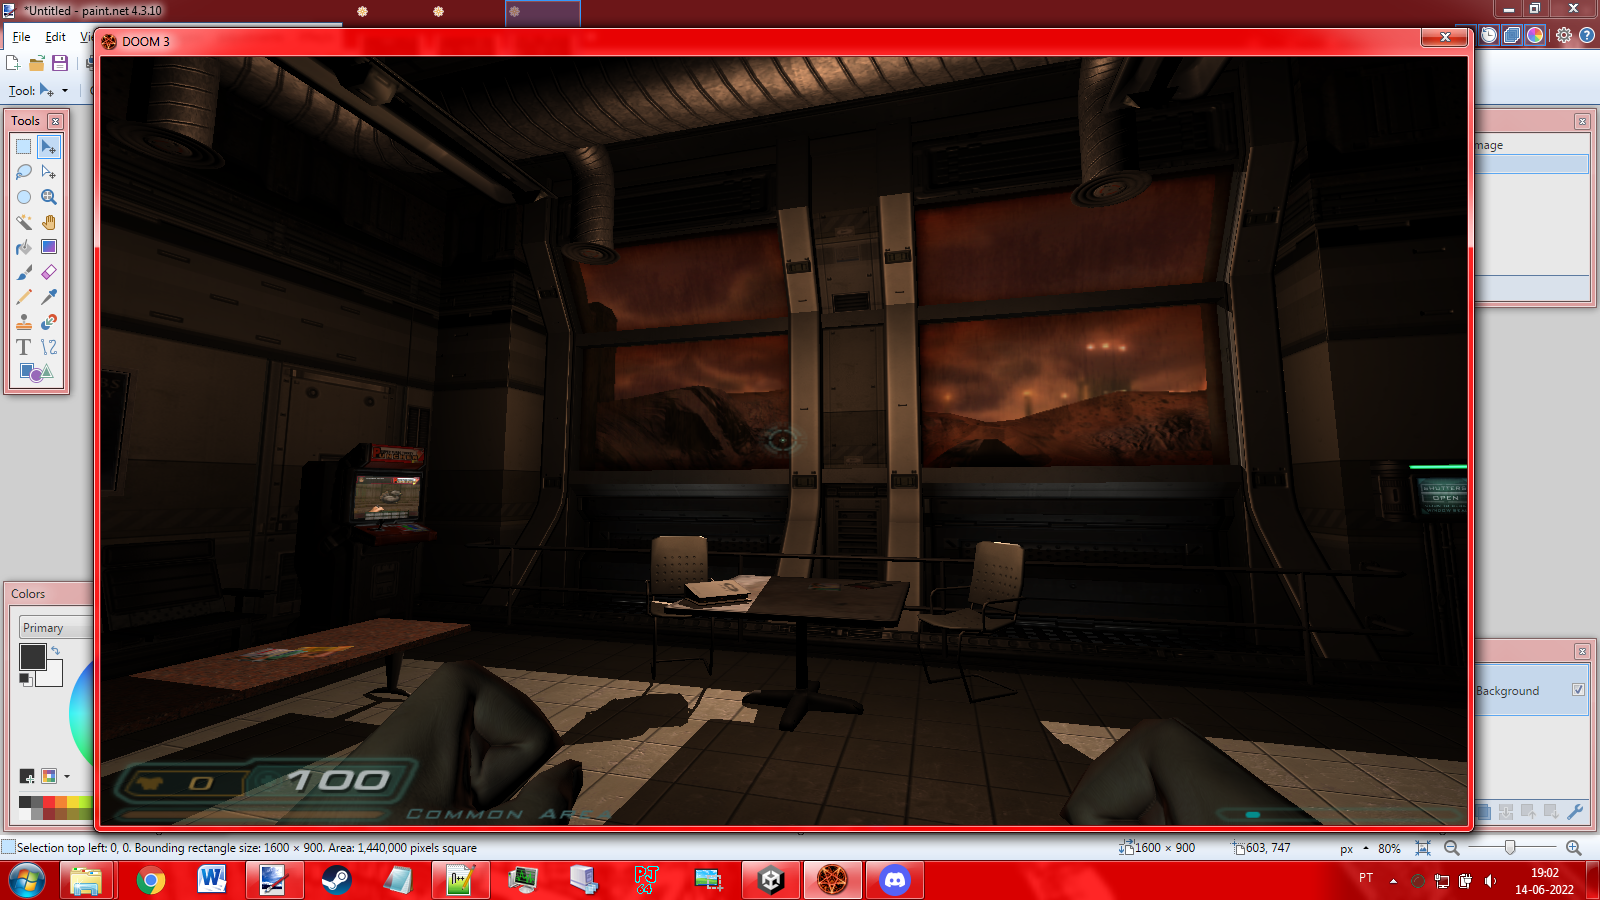 *Untitled - paint.net 4.3.10
File Edit Vi
DOOM 3
Tool:
Tools
mage
SHUTTERS
OPEN
Colors
Primary
Background
0
100
Common Area
Selection top left: 0, 0. Bounding rectangle size: 1600 × 900. Area: 1,440,000 pixels square
1600 × 900
603, 747
px
80%
PT
19:02
14-06-2022